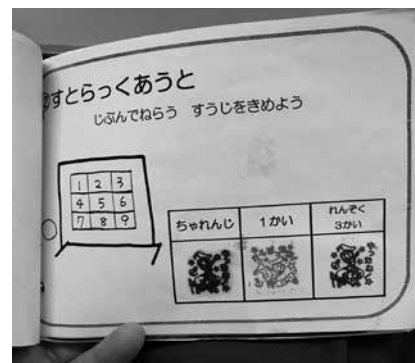 すとらっくあうと
じぶんでねらう すうじをきめよう
1 2 3
4 5 6
7 8 9
ちゃれんじ 1かい れんぞく
3かい